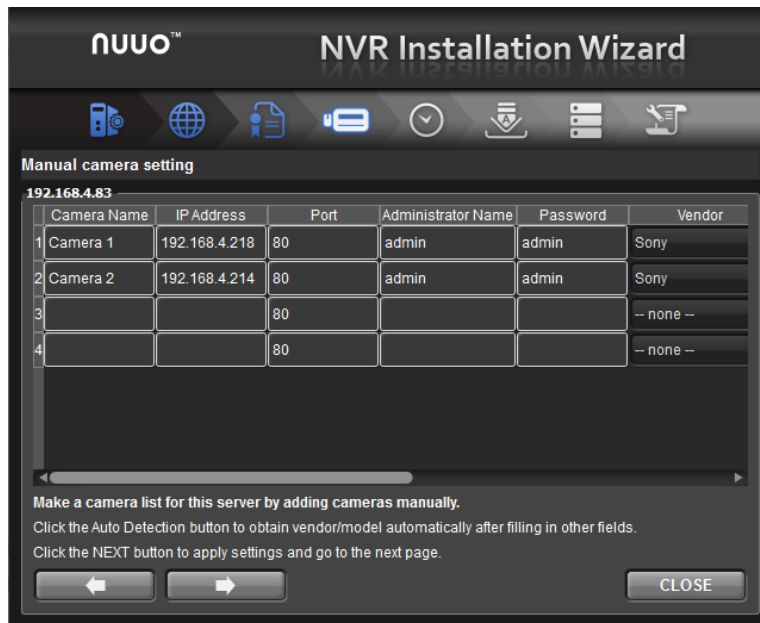 nuuo™ NVR Installation Wizard
Manual camera setting
192.168.4.83
Camera Name IP Address Port Administrator Name Password Vendor
1 Camera 1 192.168.4.218 80 admin admin Sony
2 Camera 2 192.168.4.214 80 admin admin Sony
3 80 -- none --
4 80 -- none --
Make a camera list for this server by adding cameras manually.
Click the Auto Detection button to obtain vendor/model automatically after filling in other fields.
Click the NEXT button to apply settings and go to the next page.
CLOSE